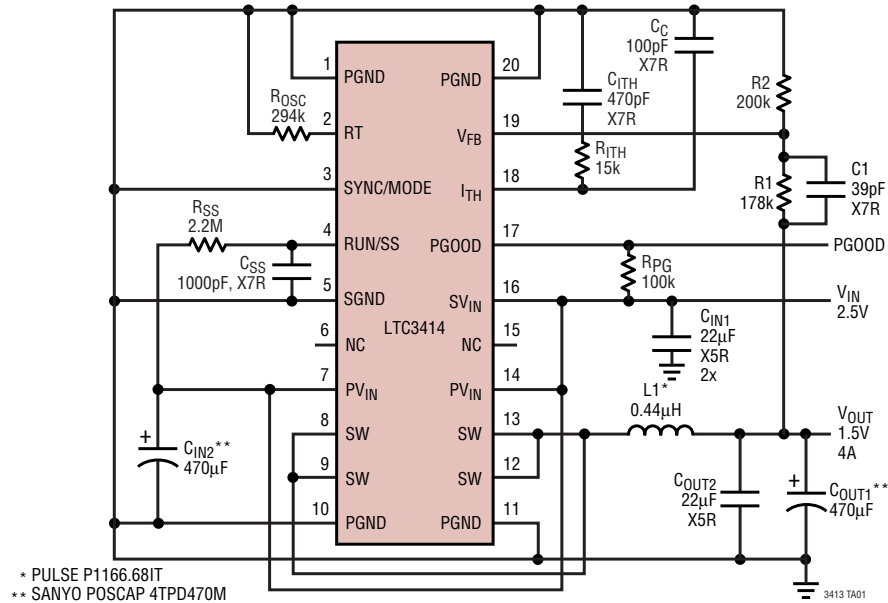 CC
100pF
X7R
CITH
470pF
X7R
R2
200k
ROSC
294k
1
PGND
PGND
20
2
RT
VFB
19
RITH
15k
3
SYNC/MODE
ITH
18
R1
178k
C1
39pF
X7R
RSS
2.2M
4
RUN/SS
PGOOD
17
PGOOD
CSS
1000pF, X7R
RPG
100k
5
SGND
SVIN
16
VIN
2.5V
LTC3414
6
NC
NC
15
CIN1
22µF
X5R
2x
7
PVIN
PVIN
14
L1*
0.44µH
8
SW
SW
13
VOUT
1.5V
4A
CIN2**
470µF
+
9
SW
SW
12
COUT2
22µF
X5R
+
COUT1**
470µF
10
PGND
PGND
11
* PULSE P1166.68IT
** SANYO POSCAP 4TPD470M
3413 TA01